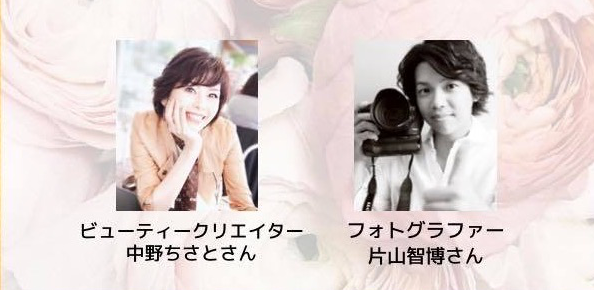 ビューティークリエイター
中野ちさとさん
フォトグラファー
片山智博さん